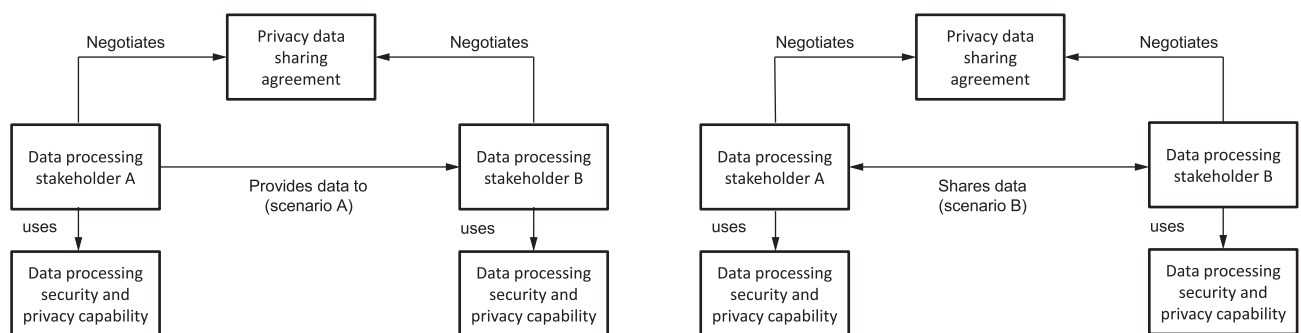 Negotiates
Privacy data
sharing
agreement
Negotiates
Data processing
stakeholder A
Provides data to
(scenario A)
Data processing
stakeholder B
uses
uses
Data processing
security and
privacy capability
Data processing
security and
privacy capability
Negotiates
Privacy data
sharing
agreement
Negotiates
Data processing
stakeholder A
Shares data
(scenario B)
Data processing
stakeholder B
uses
uses
Data processing
security and
privacy capability
Data processing
security and
privacy capability